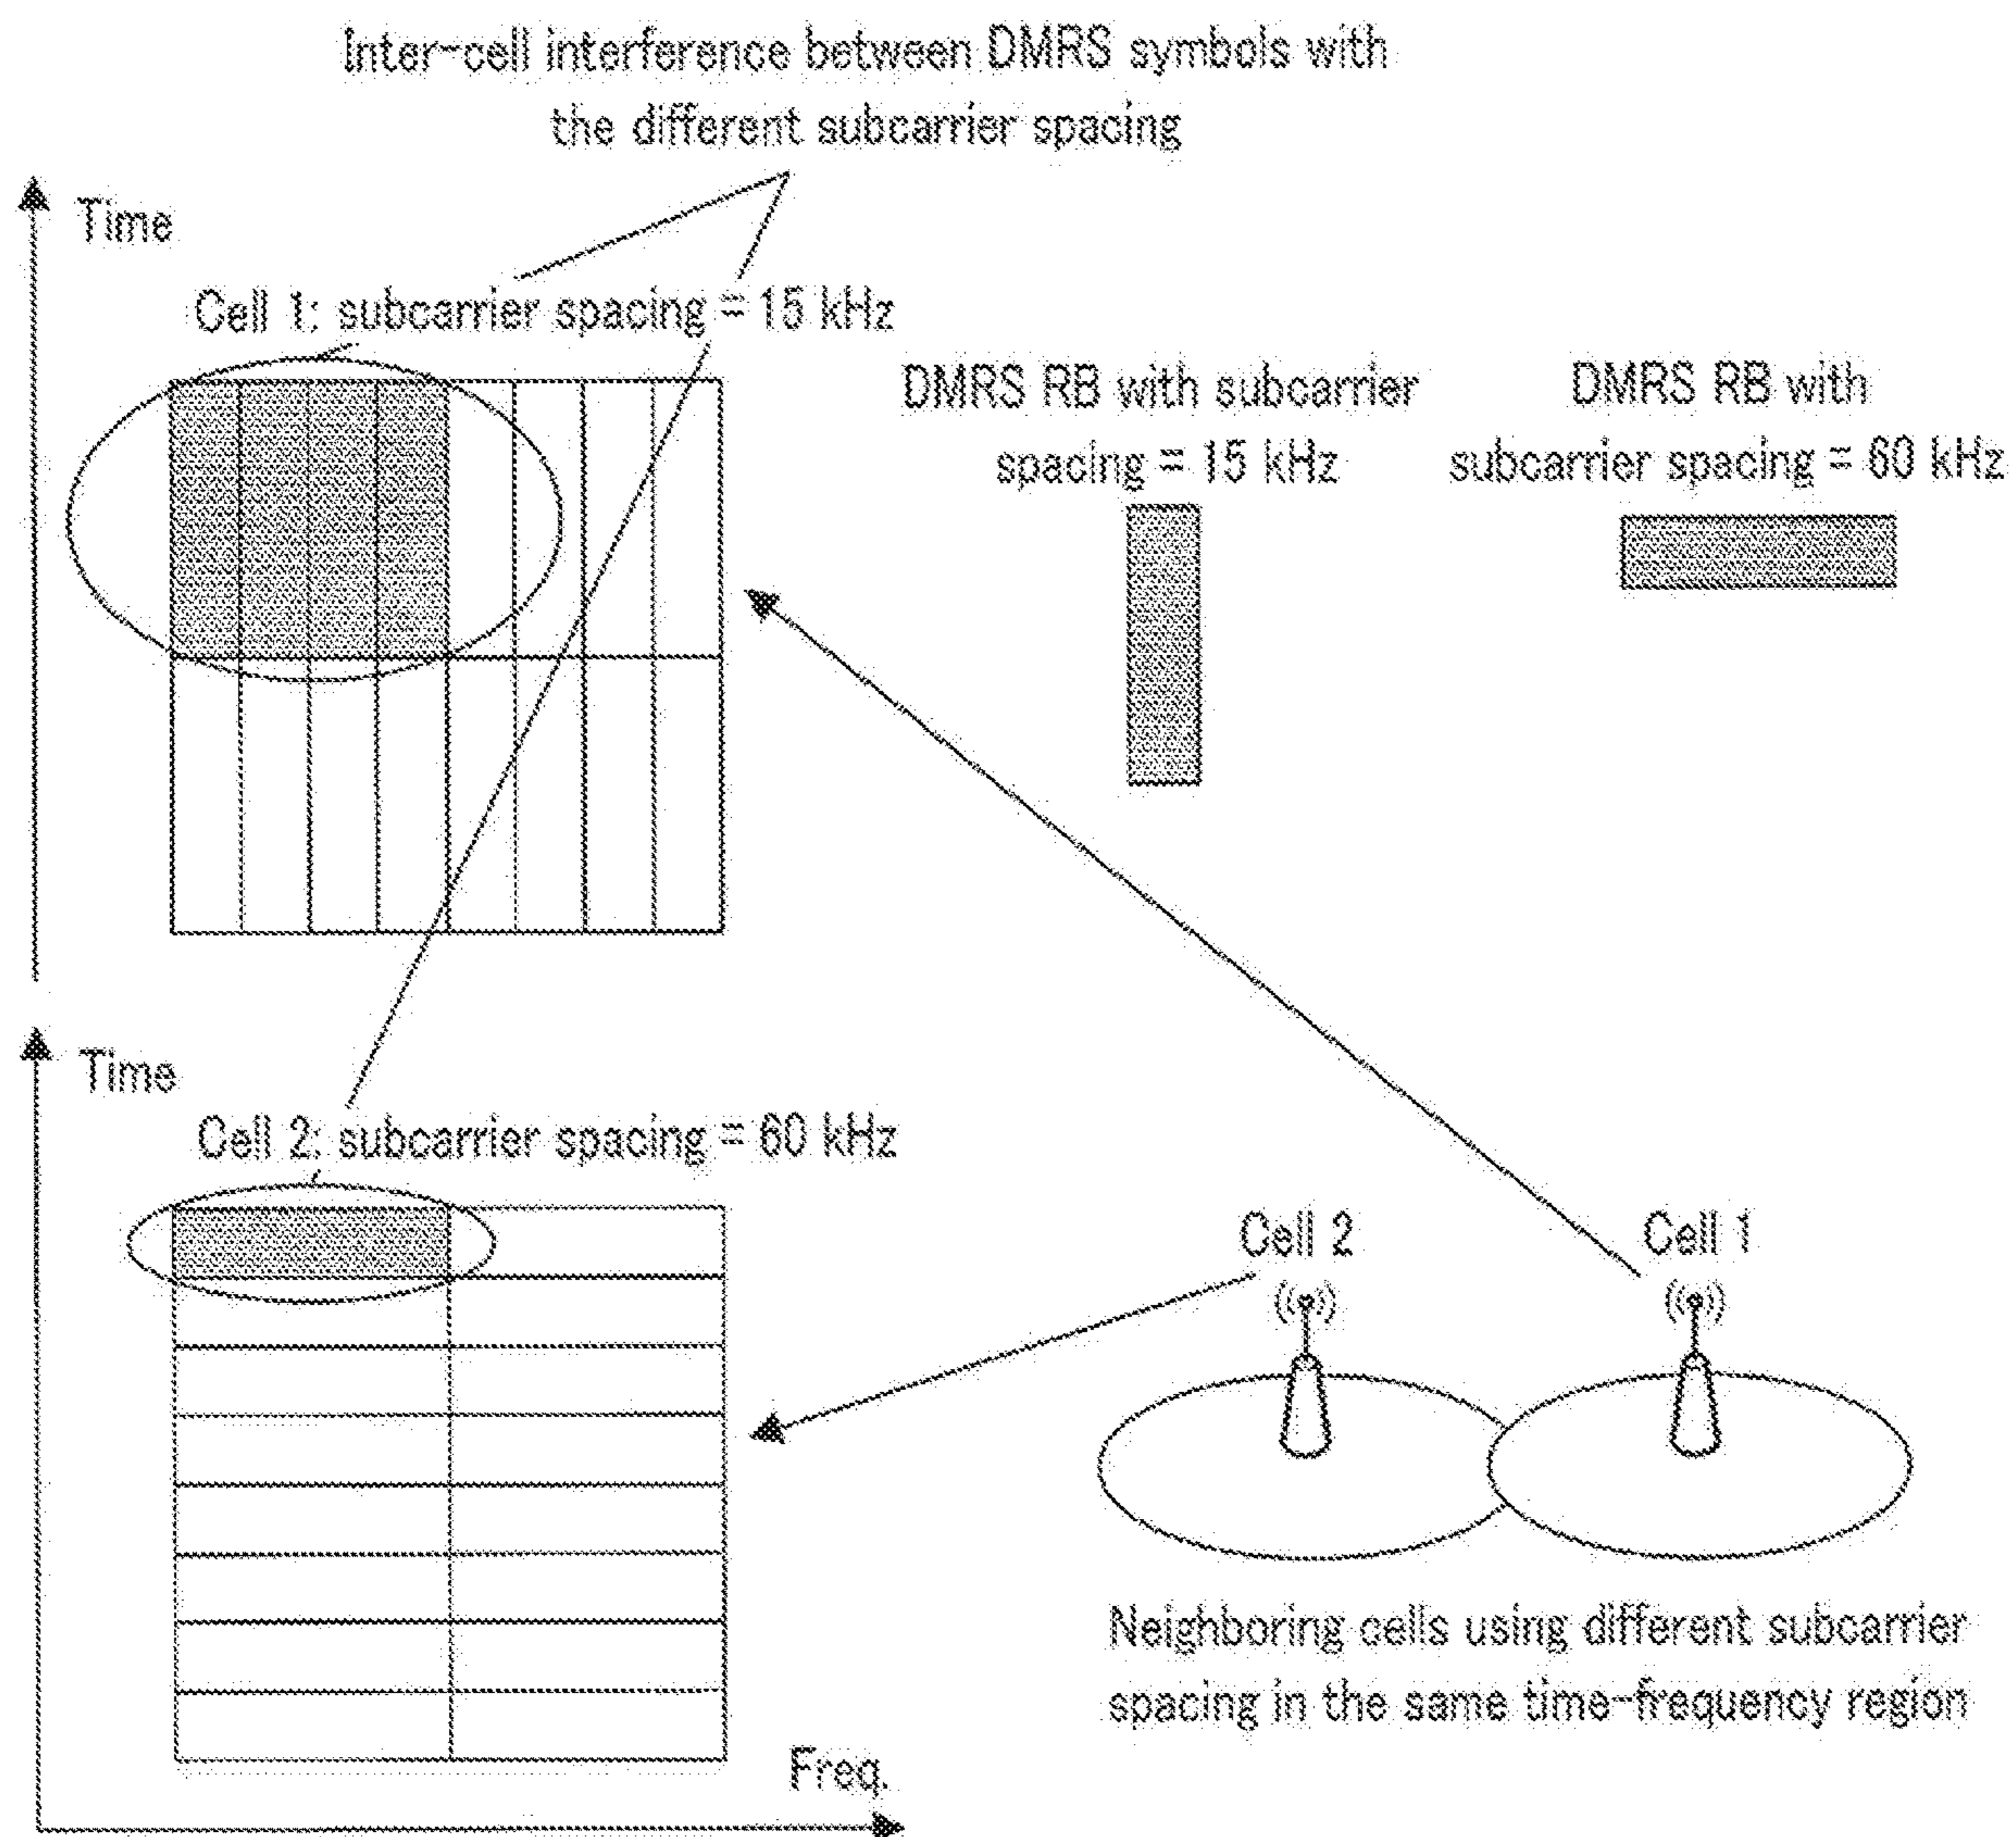 Inter-cell interference between DMRS symbols with
the different subcarrier spacing
Time
Cell 1: subcarrier spacing = 15 kHz
DMRS RB with subcarrier
spacing = 15 kHz
DMRS RB with
subcarrier spacing = 60 kHz
Time
Cell 2: subcarrier spacing = 60 kHz
Cell 2
Cell 1
Neighboring cells using different subcarrier
spacing in the same time-frequency region
Freq.